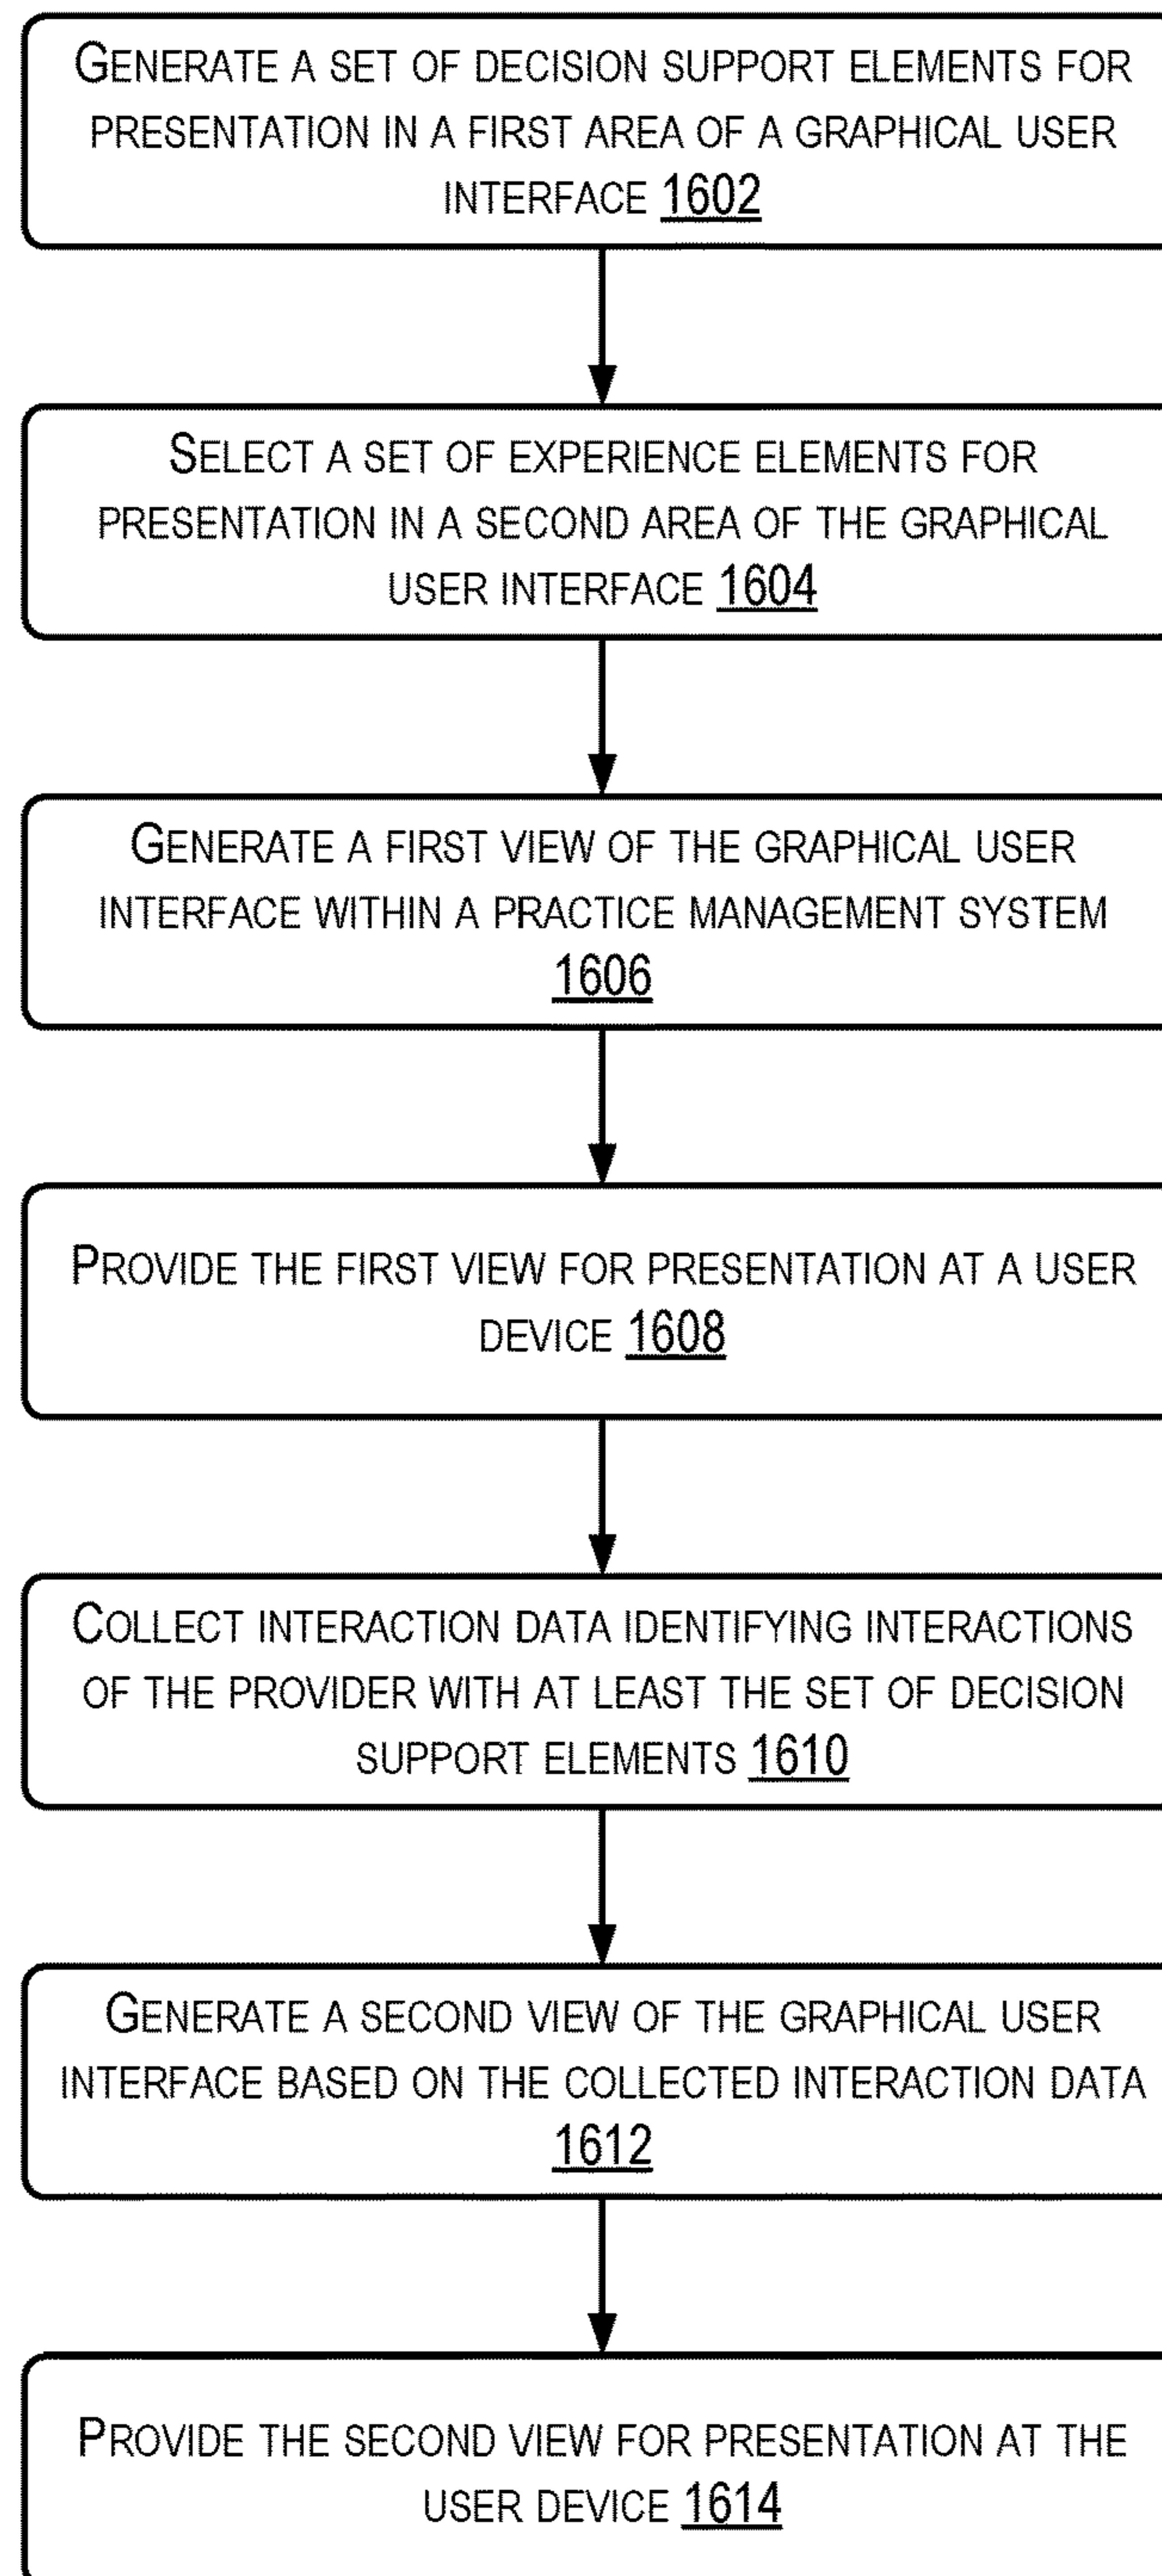 GENERATE A SET OF DECISION SUPPORT ELEMENTS FOR
PRESENTATION IN A FIRST AREA OF A GRAPHICAL USER
INTERFACE 1602
SELECT A SET OF EXPERIENCE ELEMENTS FOR
PRESENTATION IN A SECOND AREA OF THE GRAPHICAL
USER INTERFACE 1604
GENERATE A FIRST VIEW OF THE GRAPHICAL USER
INTERFACE WITHIN A PRACTICE MANAGEMENT SYSTEM
1606
PROVIDE THE FIRST VIEW FOR PRESENTATION AT A USER
DEVICE 1608
COLLECT INTERACTION DATA IDENTIFYING INTERACTIONS
OF THE PROVIDER WITH AT LEAST THE SET OF DECISION
SUPPORT ELEMENTS 1610
GENERATE A SECOND VIEW OF THE GRAPHICAL USER
INTERFACE BASED ON THE COLLECTED INTERACTION DATA
1612
PROVIDE THE SECOND VIEW FOR PRESENTATION AT THE
USER DEVICE 1614